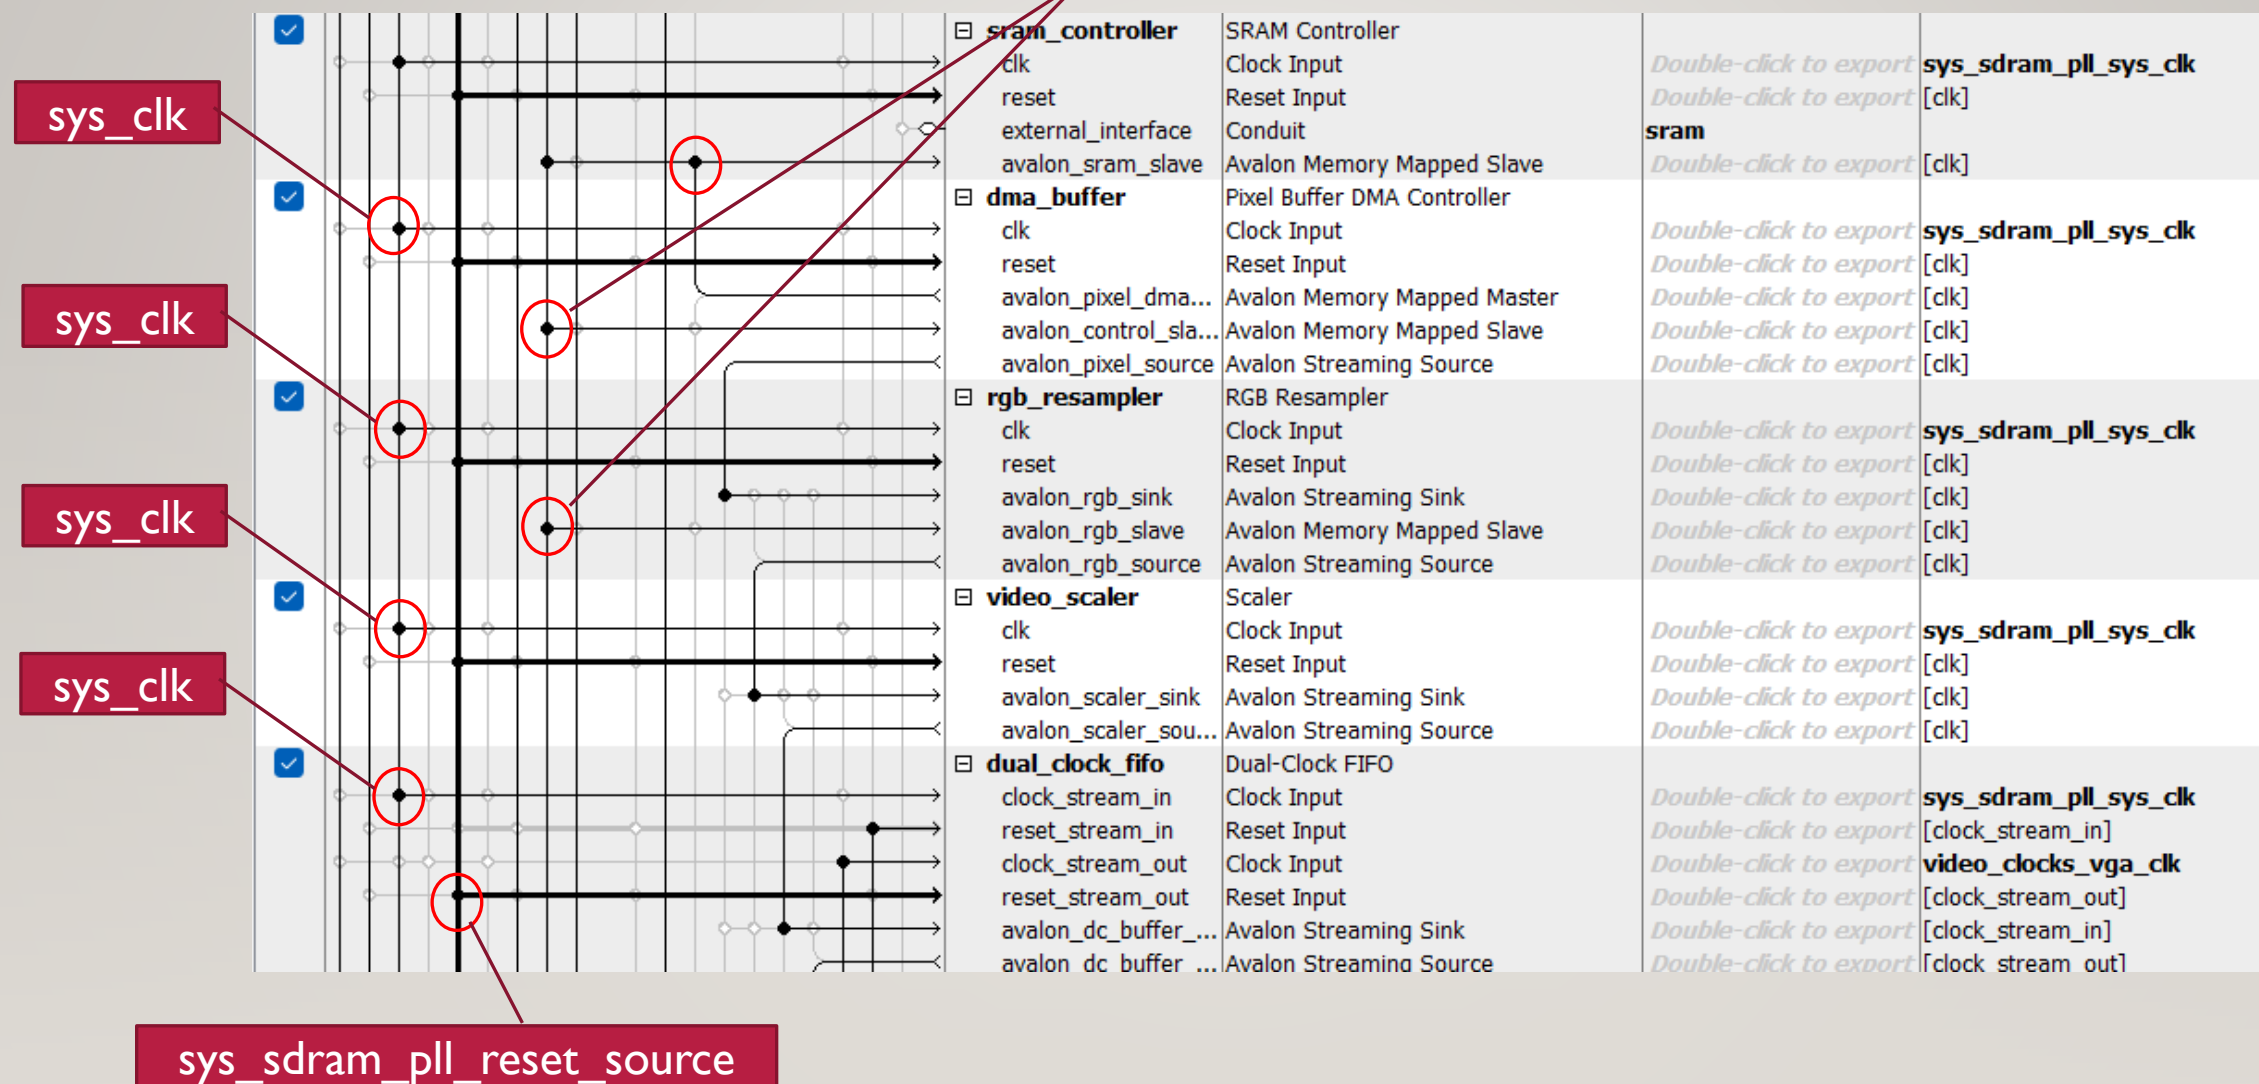 sram_controller SRAM Controller
clk Clock Input Double-click to export sys_sdram_pll_sys_clk
reset Reset Input Double-click to export [clk]
external_interface Conduit sram
avalon_sram_slave Avalon Memory Mapped Slave Double-click to export [clk]
dma_buffer Pixel Buffer DMA Controller
clk Clock Input Double-click to export sys_sdram_pll_sys_clk
reset Reset Input Double-click to export [clk]
avalon_pixel_dma... Avalon Memory Mapped Master Double-click to export [clk]
avalon_control_sla... Avalon Memory Mapped Slave Double-click to export [clk]
avalon_pixel_source Avalon Streaming Source Double-click to export [clk]
rgb_resampler RGB Resampler
clk Clock Input Double-click to export sys_sdram_pll_sys_clk
reset Reset Input Double-click to export [clk]
avalon_rgb_sink Avalon Streaming Sink Double-click to export [clk]
avalon_rgb_slave Avalon Memory Mapped Slave Double-click to export [clk]
avalon_rgb_source Avalon Streaming Source Double-click to export [clk]
video_scaler Scaler
clk Clock Input Double-click to export sys_sdram_pll_sys_clk
reset Reset Input Double-click to export [clk]
avalon_scaler_sink Avalon Streaming Sink Double-click to export [clk]
avalon_scaler_sou... Avalon Streaming Source Double-click to export [clk]
dual_clock_fifo Dual-Clock FIFO
clock_stream_in Clock Input Double-click to export sys_sdram_pll_sys_clk
reset_stream_in Reset Input Double-click to export [clock_stream_in]
clock_stream_out Clock Input Double-click to export video_clocks_vga_clk
reset_stream_out Reset Input Double-click to export [clock_stream_out]
avalon_dc_buffer_... Avalon Streaming Sink Double-click to export [clock_stream_in]
avalon_dc_buffer_... Avalon Streaming Source Double-click to export [clock_stream_out]
sys_clk
sys_clk
sys_clk
sys_clk
sys_sdram_pll_reset_source